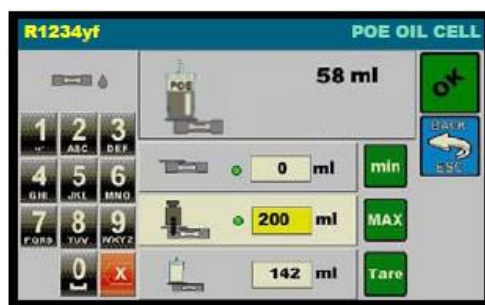 R1234yf POE OIL CELL
POE 58 ml OK
BACK
ESC
1 2 3
ABC DEF
0 ml min
4 5 6
GHI JKL MNO
200 ml MAX
7 8 9
PQRS TUV WXYZ
142 ml Tare
0 X